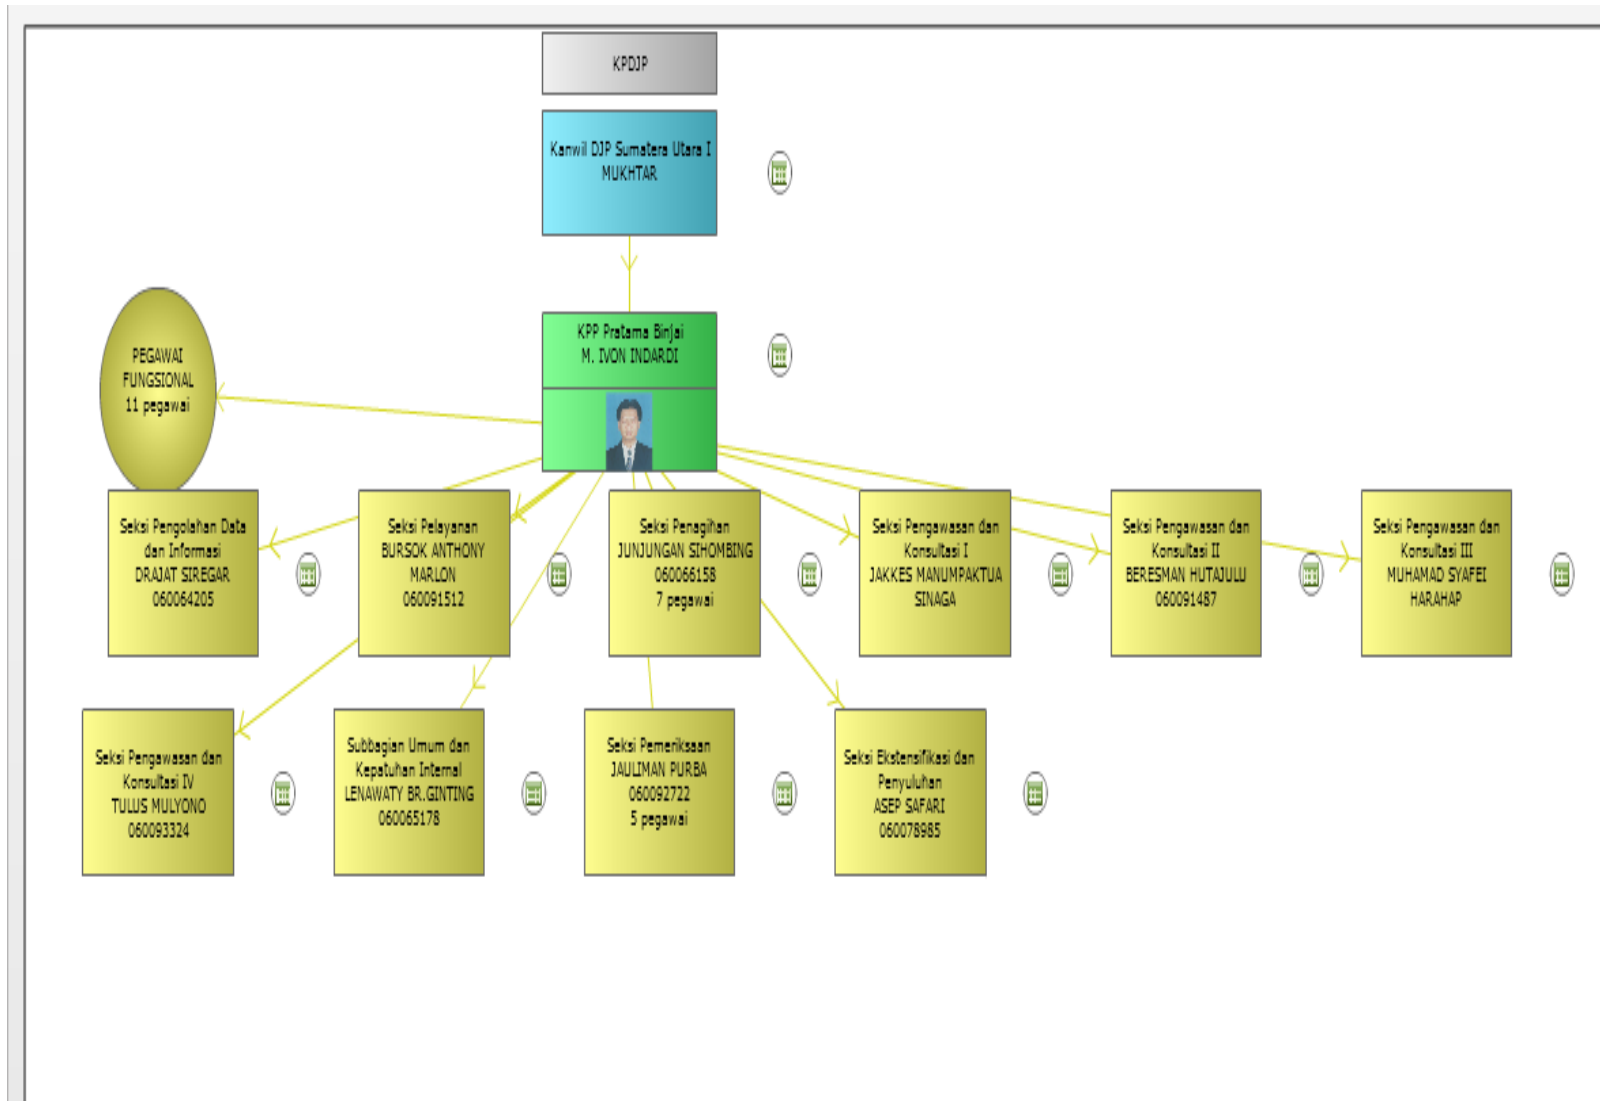 KPDJP
Kanwil DJP Sumatera Utara I
MUKHTAR
KPP Pratama Binjai
M. IVON INDARDI
PEGAWAI
FUNGSIONAL
11 pegawai
Seksi Pengolahan Data
dan Informasi
DRAJAT SIREGAR
060064205
Seksi Pelayanan
BURSOK ANTHONY
MARLON
060091512
Seksi Penagihan
JUNJUNGAN SIHOMBING
060066158
7 pegawai
Seksi Pengawasan dan
Konsultasi I
JAKKES MANUMPAKTUA
SINAGA
Seksi Pengawasan dan
Konsultasi II
BERESMAN HUTAJULU
060091487
Seksi Pengawasan dan
Konsultasi III
MUHAMAD SYAFEI
HARAHAP
Seksi Pengawasan dan
Konsultasi IV
TULUS MULYONO
060093324
Subbagian Umum dan
Kepatuhan Internal
LENAWATY BR.GINTING
060065178
Seksi Pemeriksaan
JAULIMAN PURBA
060092722
5 pegawai
Seksi Ekstensifikasi dan
Penyuluhan
ASEP SAFARI
060078985